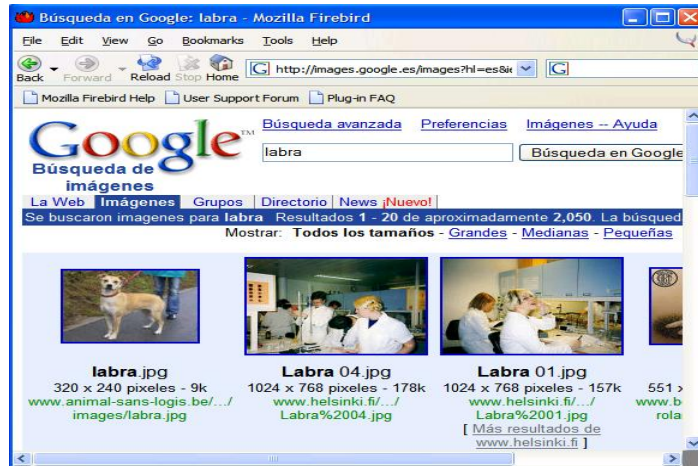 Búsqueda en Google: labra - Mozilla Firebird
File Edit View Go Bookmarks Tools Help
Back Forward Reload Stop Home http://images.google.es/images?hl=es&ie G
Mozilla Firebird Help User Support Forum Plug-in FAQ
Google™ Búsqueda avanzada Preferencias Imágenes -- Ayuda
labra Búsqueda en Google
Búsqueda de
imágenes
La Web Imágenes Grupos Directorio News ¡Nuevo!
Se buscaron imagenes para labra Resultados 1 - 20 de aproximadamente 2,050. La búsqued
Mostrar: Todos los tamaños - Grandes - Medianas - Pequeñas
labra.jpg Labra 04.jpg Labra 01.jpg
320 x 240 pixeles - 9k 1024 x 768 pixeles - 178k 1024 x 768 pixeles - 157k 551 x
www.animal-sans-logis.be/.../ www.helsinki.fi/.../ www.helsinki.fi/.../ www.b
images/labra.jpg Labra%2004.jpg Labra%2001.jpg rola
[ Más resultados de
www.helsinki.fi ]